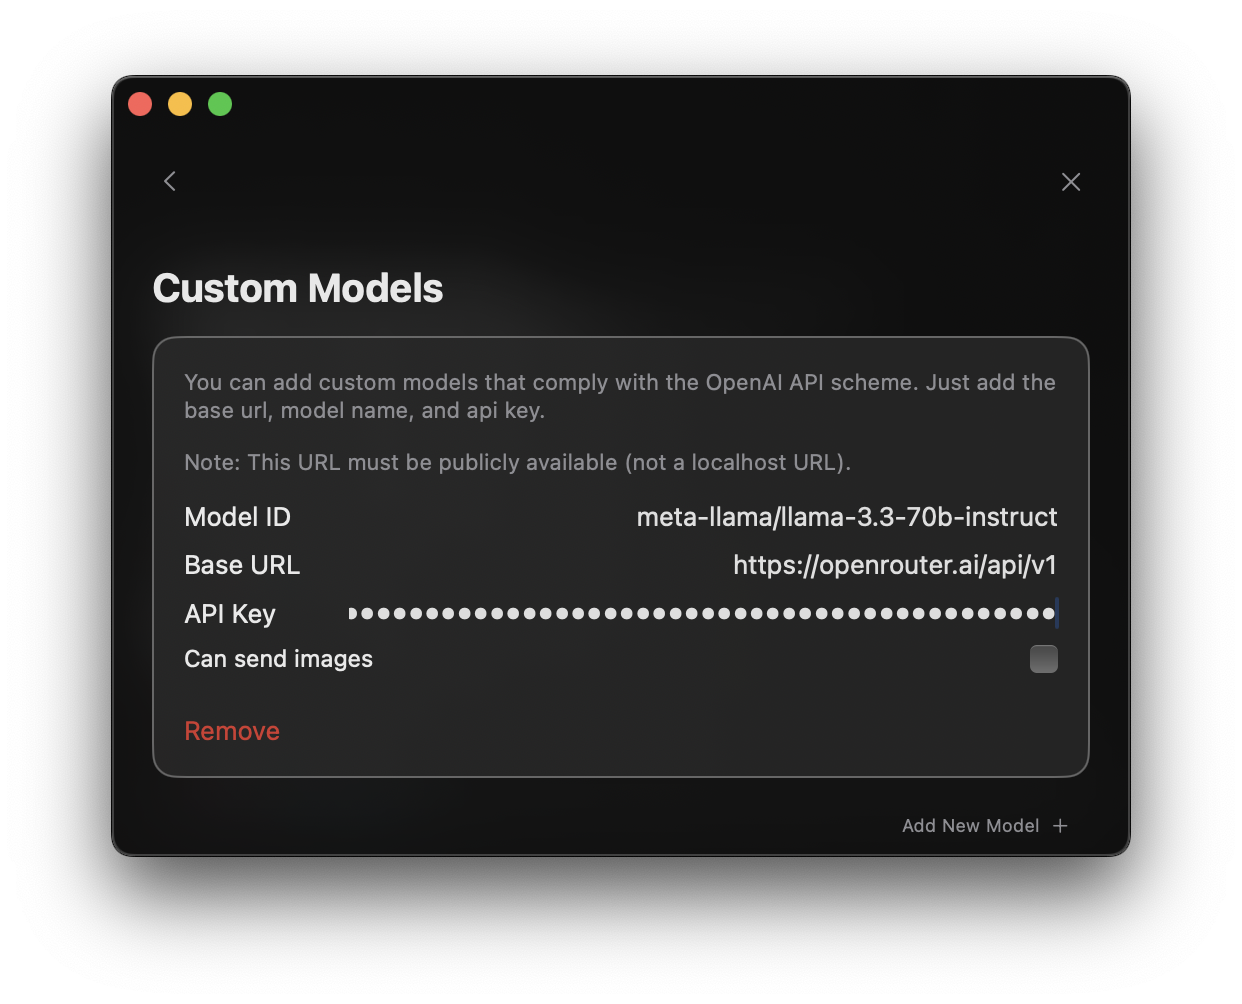 Custom Models
You can add custom models that comply with the OpenAI API scheme. Just add the
base url, model name, and api key.
Note: This URL must be publicly available (not a localhost URL).
Model ID meta-llama/llama-3.3-70b-instruct
Base URL https://openrouter.ai/api/v1
API Key
Can send images
Remove
Add New Model +